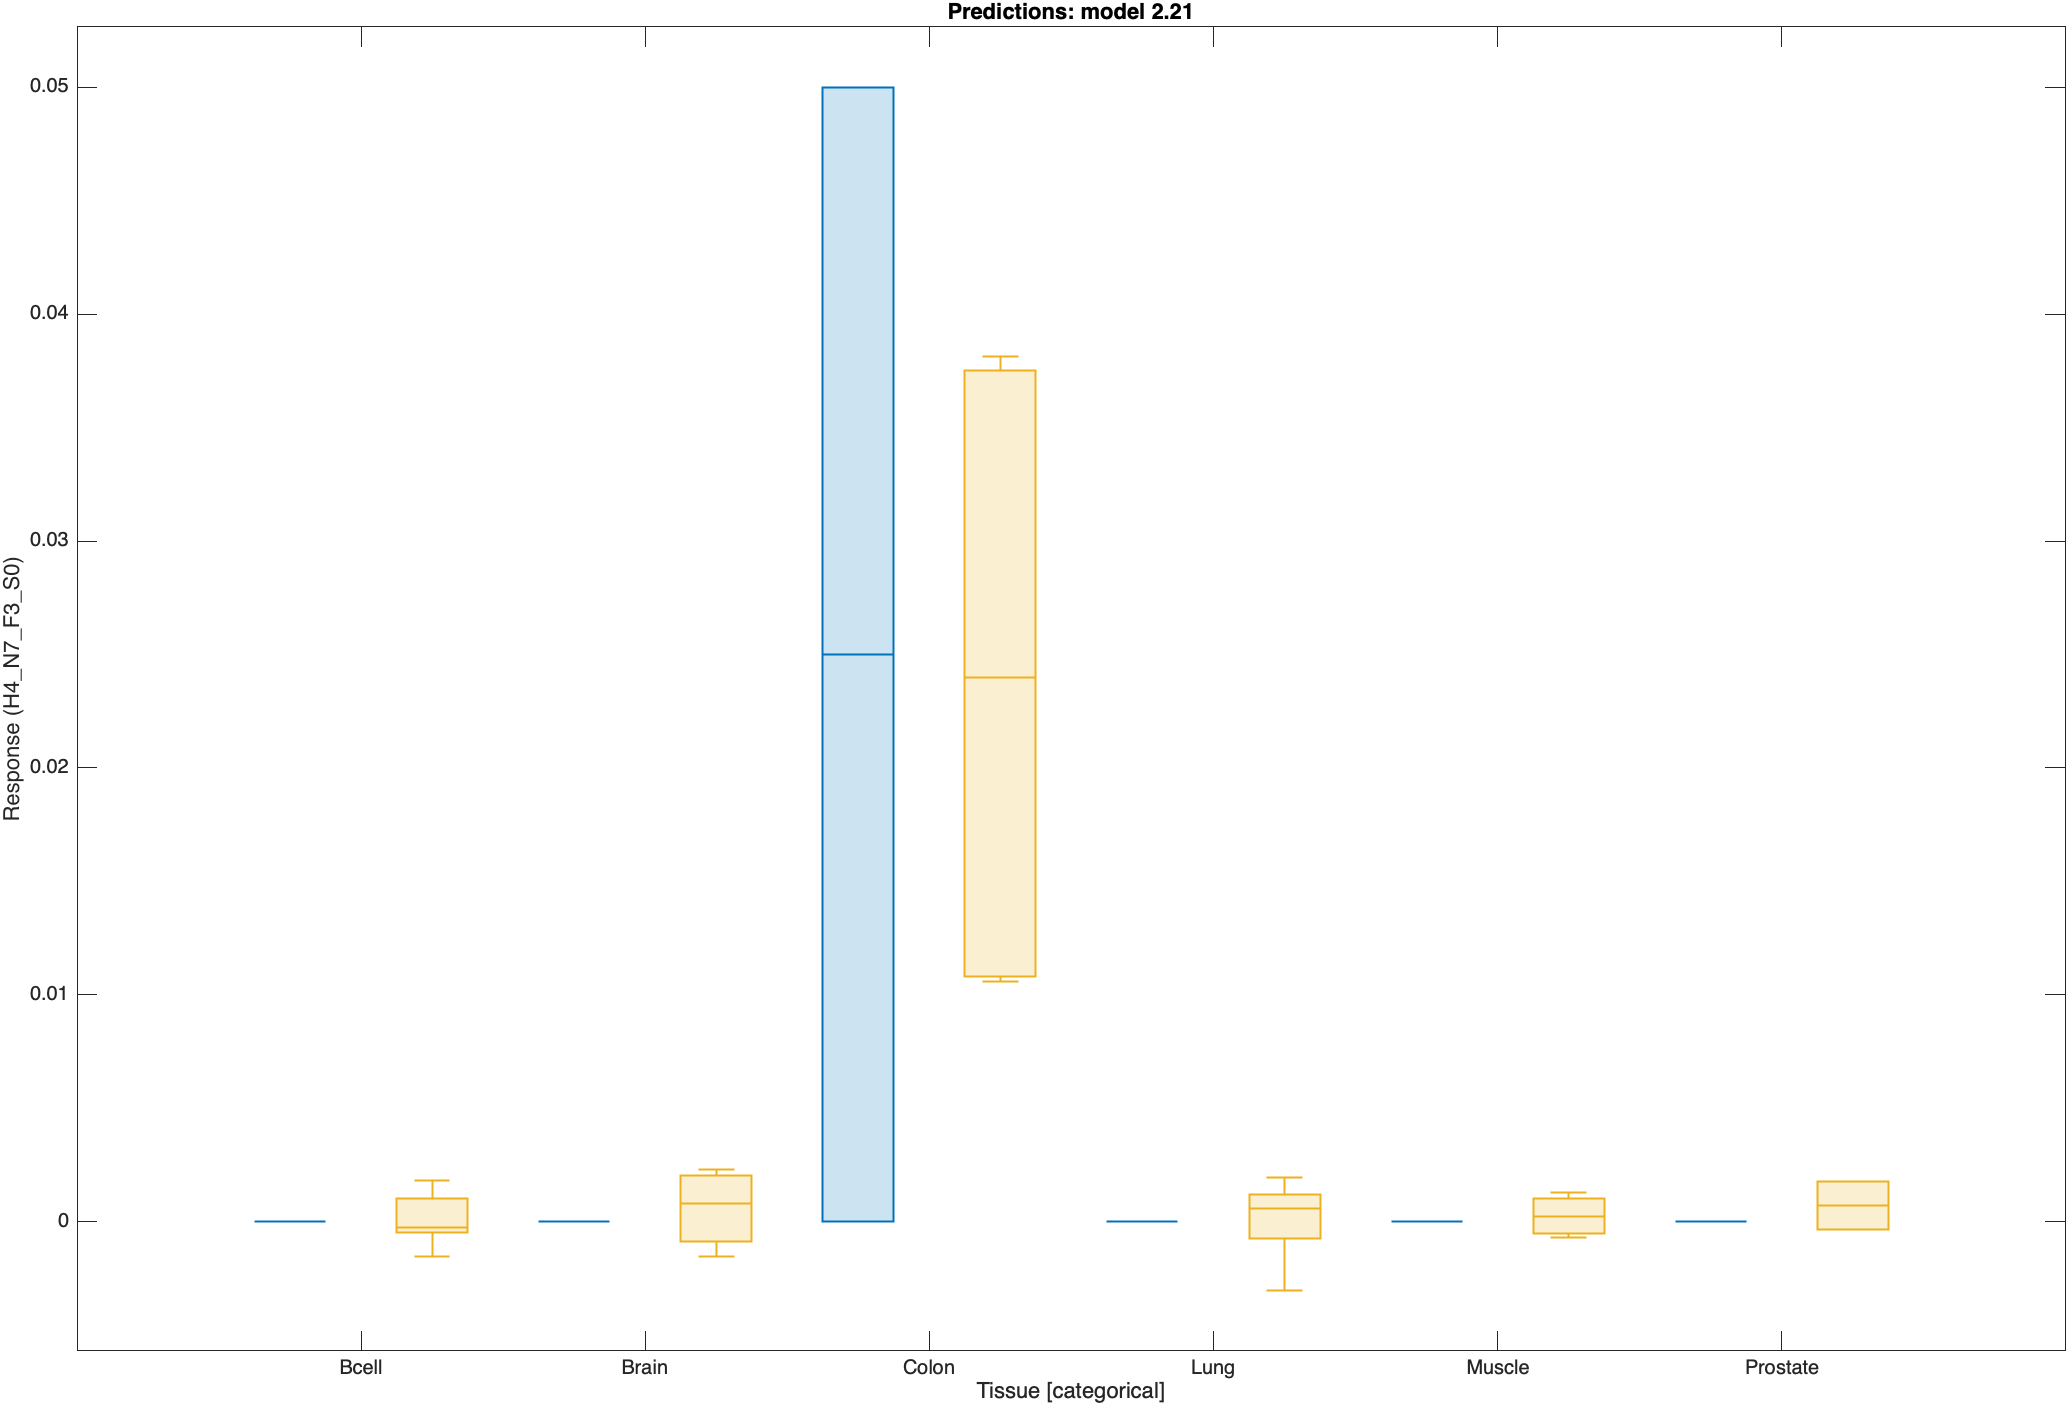 Predictions: model 2.21
Response (H4_N7_F3_S0)
0.05
0.04
0.03
0.02
0.01
0
Bcell Brain Colon Lung Muscle Prostate
Tissue [categorical]